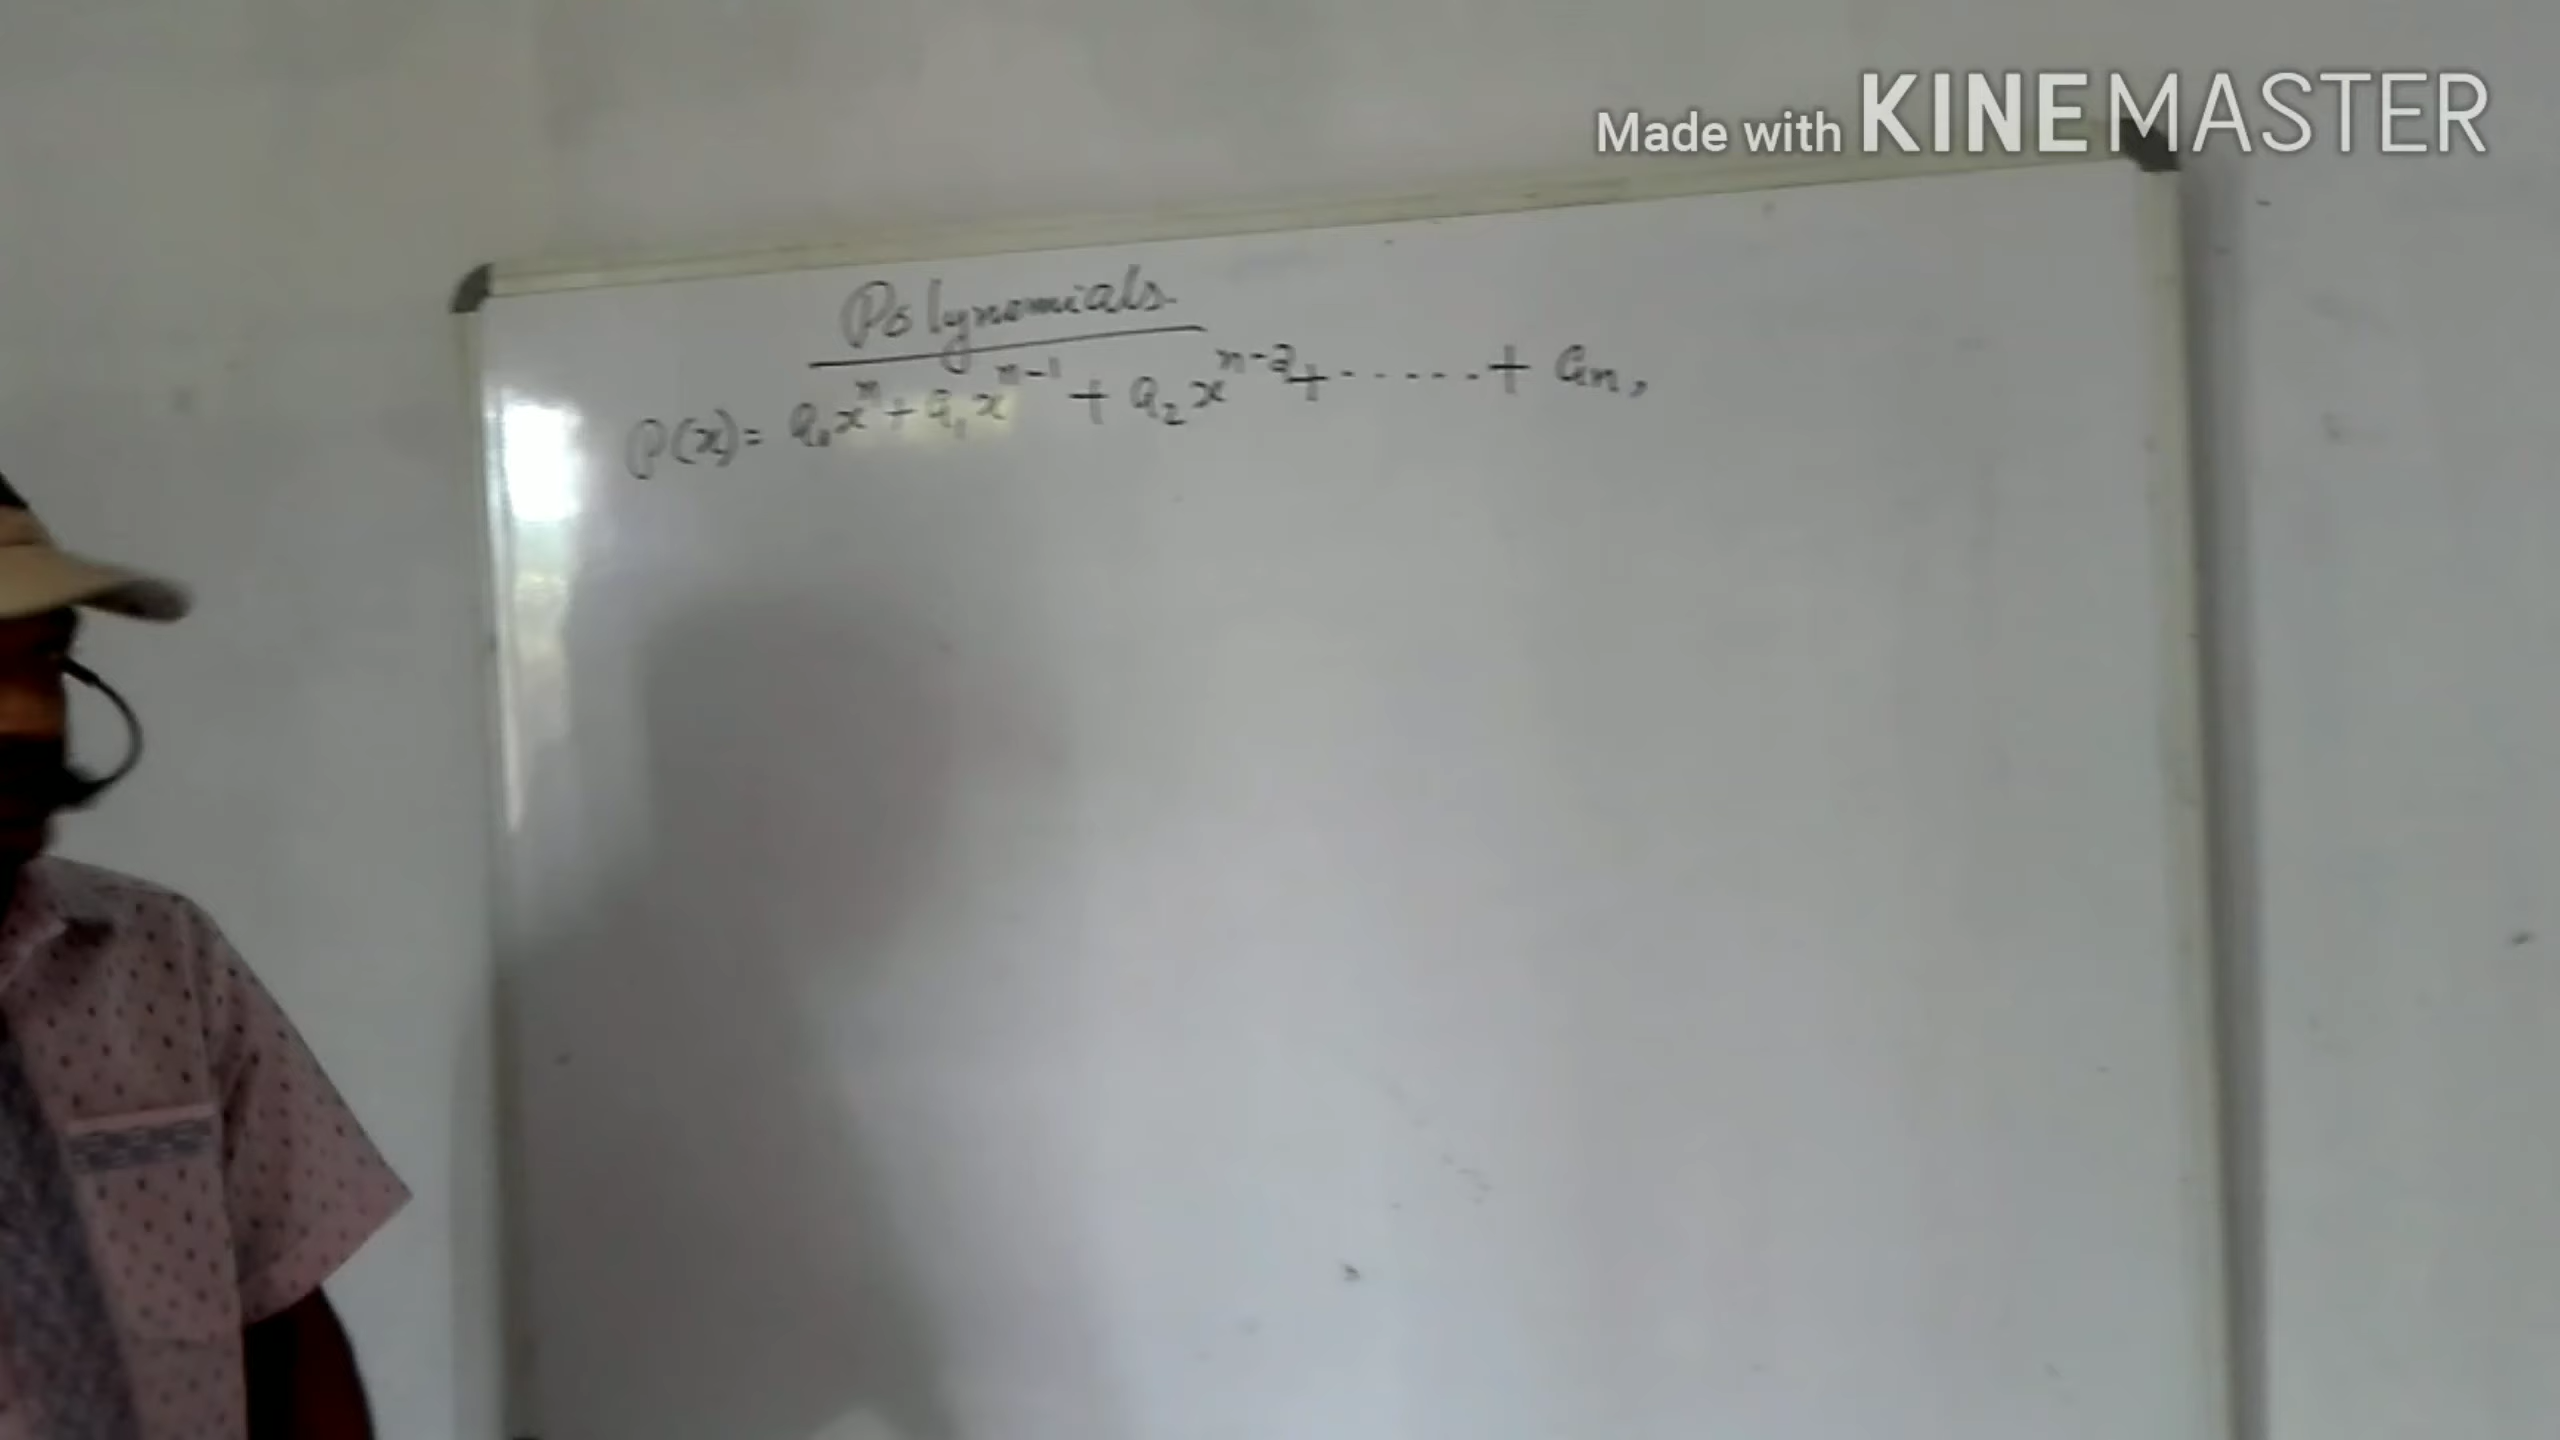 Made with KINEMASTER
Polynomials
P(x) = a₀xⁿ + a₁xⁿ⁻¹ + a₂xⁿ⁻² + ...... + aₙ,